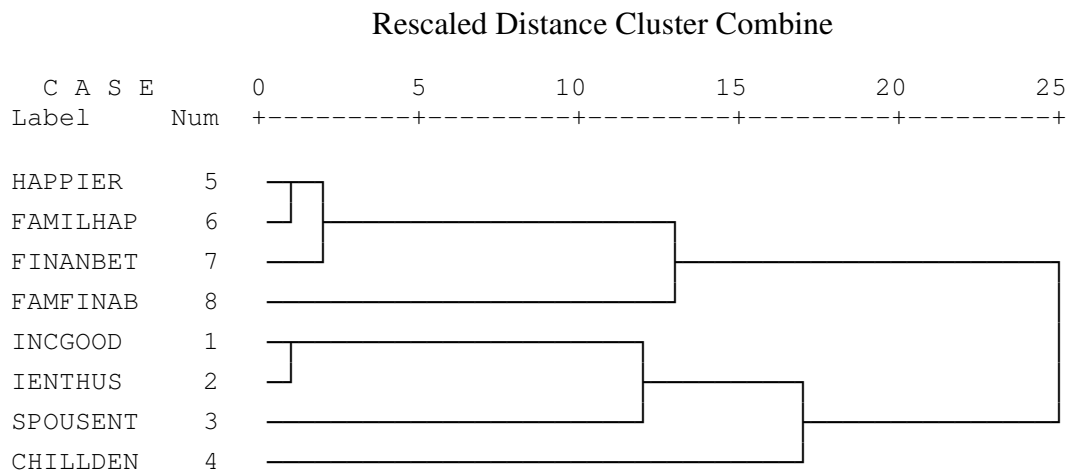 Rescaled Distance Cluster Combine
C A S E 0 5 10 15 20 25
Label Num +---------+---------+---------+---------+---------+
HAPPIER 5
FAMILHAP 6
FINANBET 7
FAMFINAB 8
INCGOOD 1
IENTHUS 2
SPOUSENT 3
CHILLDEN 4